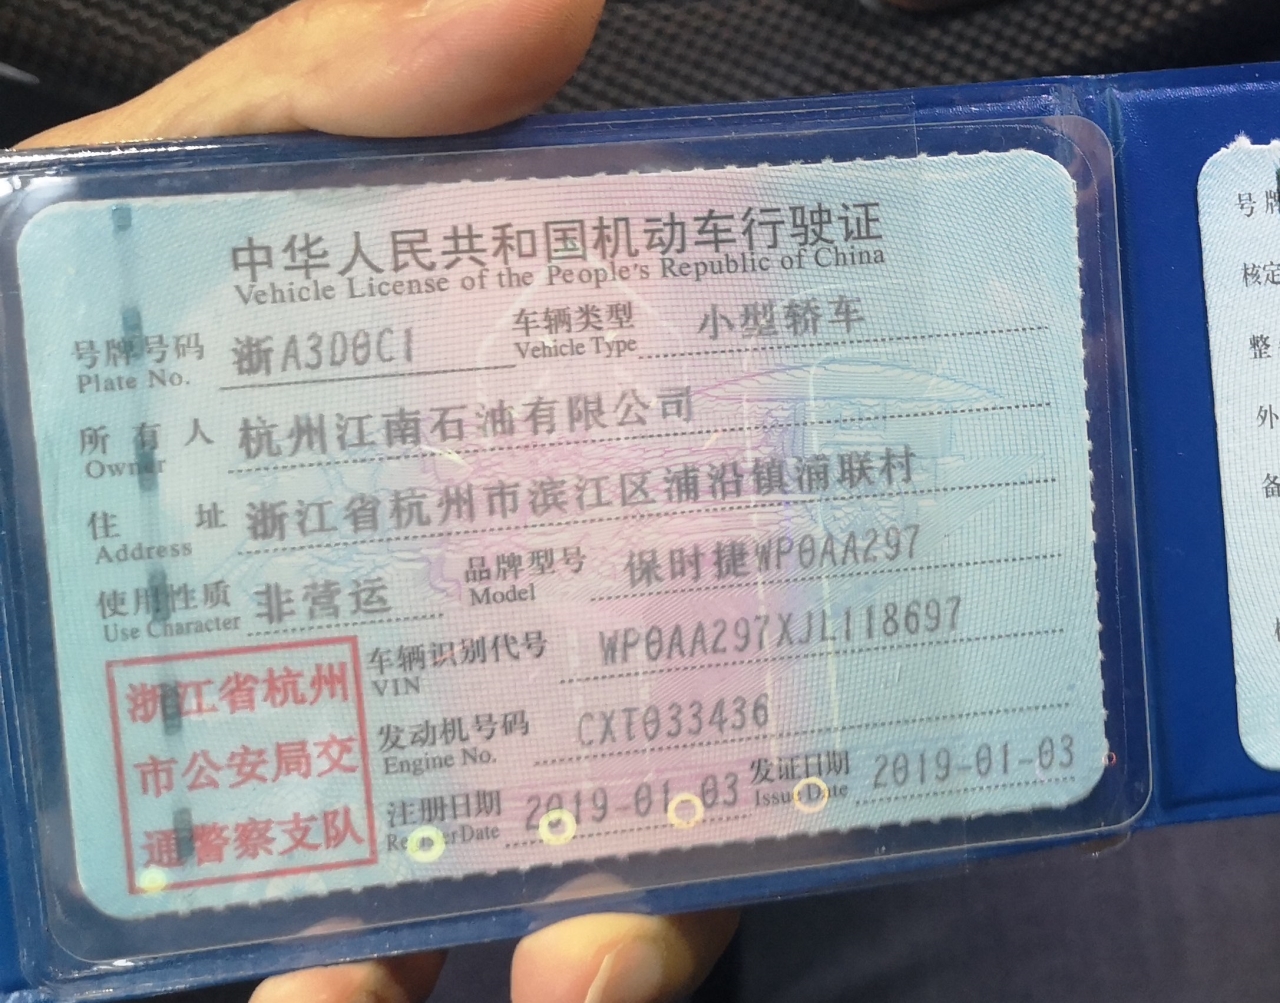 中华人民共和国机动车行驶证
Vehicle License of the People's Republic of China
号牌号码 浙A3D0C1 车辆类型 小型轿车
Plate No. Vehicle Type
所有人 杭州江南石油有限公司
Owner
住址 浙江省杭州市滨江区浦沿镇浦联村
Address
使用性质 非营运 品牌型号 保时捷WP0AA297
Use Character Model
车辆识别代号 WP0AA297XJL118697
VIN
发动机号码 CXT033436
Engine No.
注册日期 2019-01-03 发证日期 2019-01-03
Register Date Issue Date
浙江省杭州
市公安局交
通警察支队
号牌
核定
整
外
备